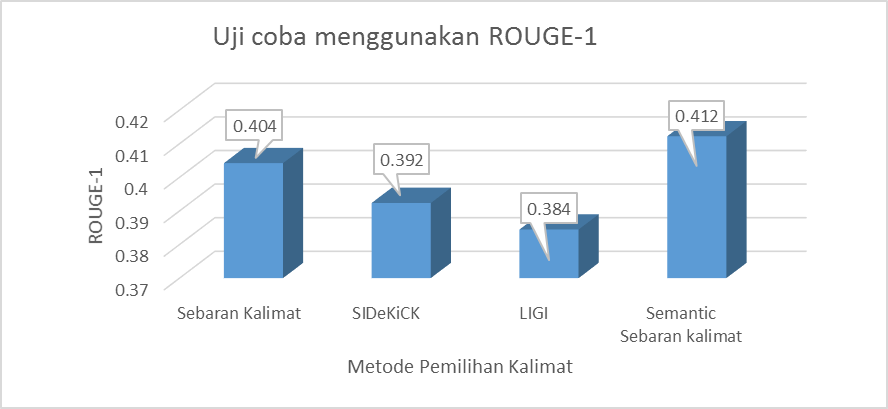 Uji coba menggunakan ROUGE-1
0.42
0.41
0.4
0.39
0.38
0.37
ROUGE-1
0.404
0.392
0.384
0.412
Sebaran Kalimat
SIDeKiCK
LIGI
Semantic
Sebaran kalimat
Metode Pemilihan Kalimat